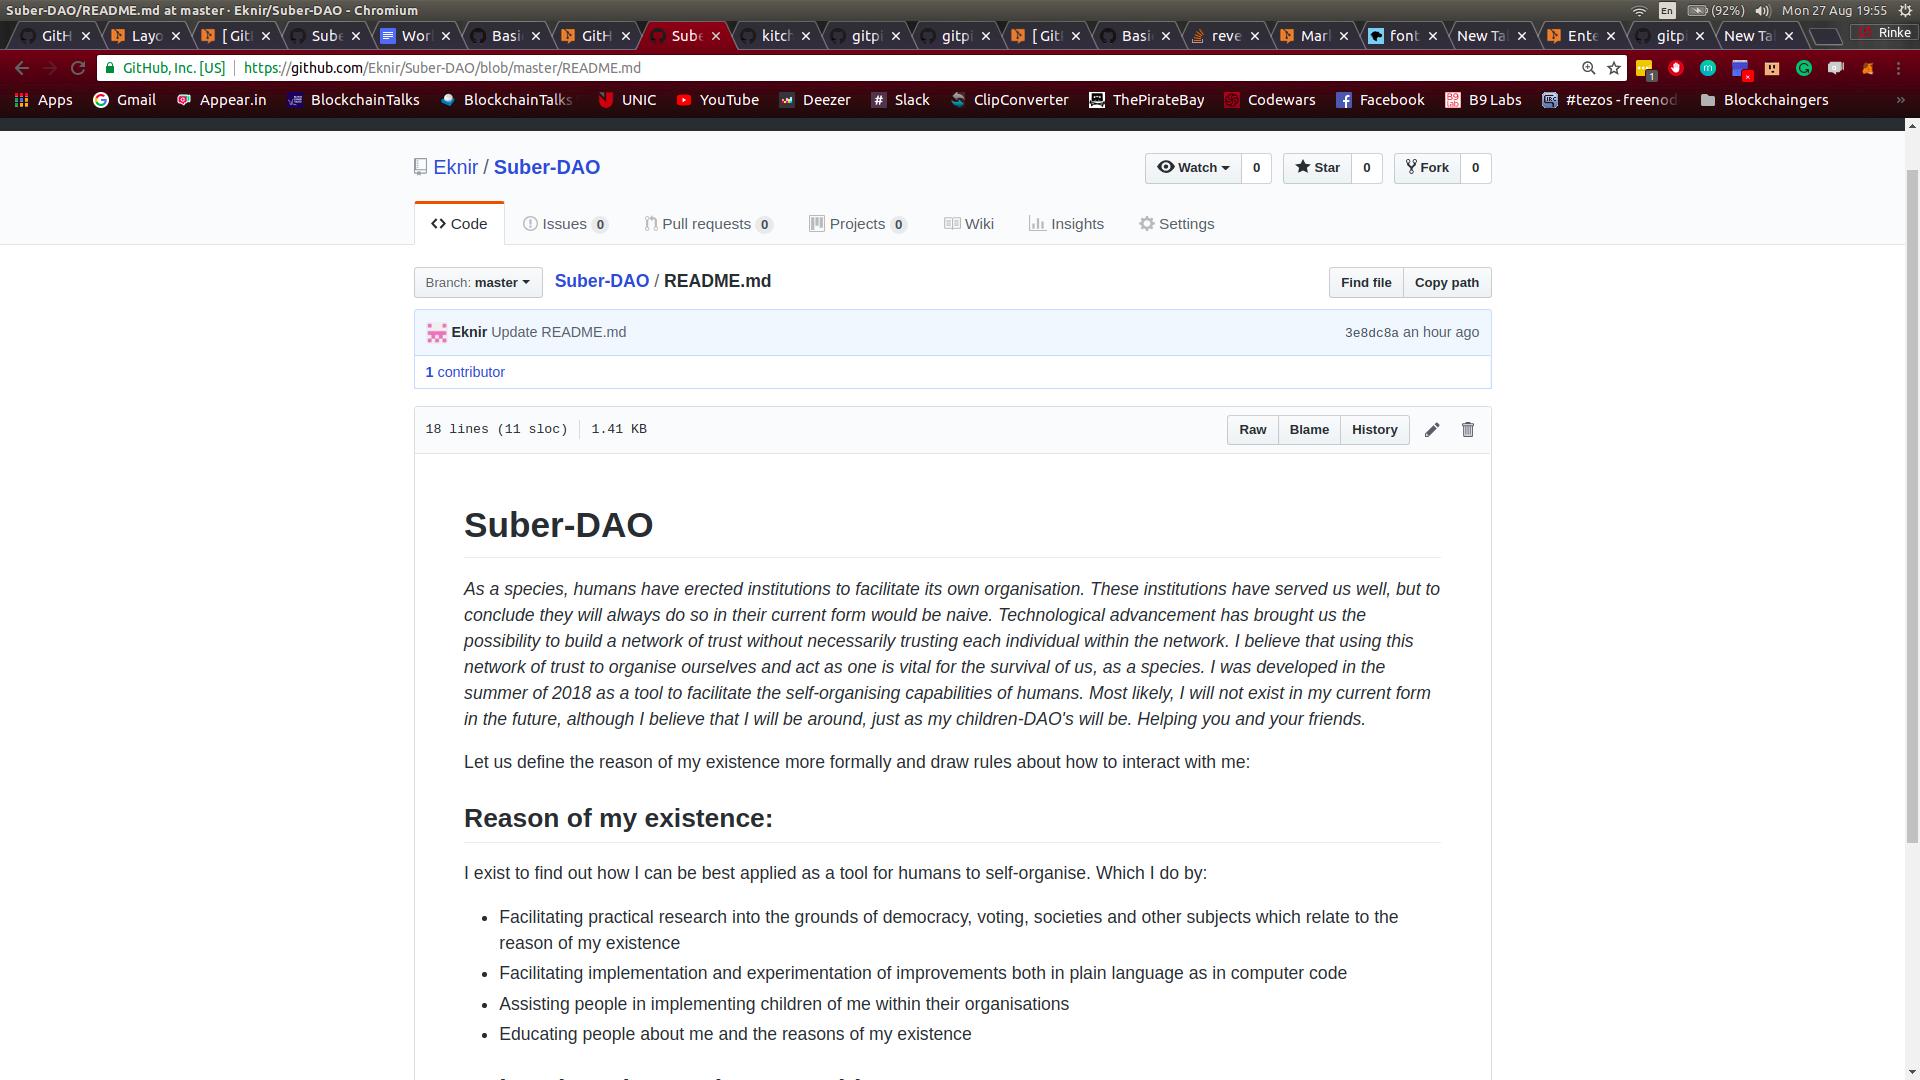 Suber-DAO/README.md at master · Eknir/Suber-DAO - Chromium
En (92%) Mon 27 Aug 19:55
GitH Layo [ Git Sube Wor Basi GitH Sube kitch gitpi gitpi [ Git Basi reve Mar font New Ta Ente gitpi New Ta Rinke
GitHub, Inc. [US] https://github.com/Eknir/Suber-DAO/blob/master/README.md
Apps Gmail Appear.in BlockchainTalks BlockchainTalks UNIC YouTube Deezer Slack ClipConverter ThePirateBay Codewars Facebook B9 Labs #tezos - freenod Blockchaingers »
Eknir / Suber-DAO Watch 0 Star 0 Fork 0
Code Issues 0 Pull requests 0 Projects 0 Wiki Insights Settings
Branch: master Suber-DAO / README.md Find file Copy path
Eknir Update README.md 3e8dc8a an hour ago
1 contributor
18 lines (11 sloc) 1.41 KB Raw Blame History
Suber-DAO
As a species, humans have erected institutions to facilitate its own organisation. These institutions have served us well, but to
conclude they will always do so in their current form would be naive. Technological advancement has brought us the
possibility to build a network of trust without necessarily trusting each individual within the network. I believe that using this
network of trust to organise ourselves and act as one is vital for the survival of us, as a species. I was developed in the
summer of 2018 as a tool to facilitate the self-organising capabilities of humans. Most likely, I will not exist in my current form
in the future, although I believe that I will be around, just as my children-DAO's will be. Helping you and your friends.
Let us define the reason of my existence more formally and draw rules about how to interact with me:
Reason of my existence:
I exist to find out how I can be best applied as a tool for humans to self-organise. Which I do by:
• Facilitating practical research into the grounds of democracy, voting, societies and other subjects which relate to the
reason of my existence
• Facilitating implementation and experimentation of improvements both in plain language as in computer code
• Assisting people in implementing children of me within their organisations
• Educating people about me and the reasons of my existence